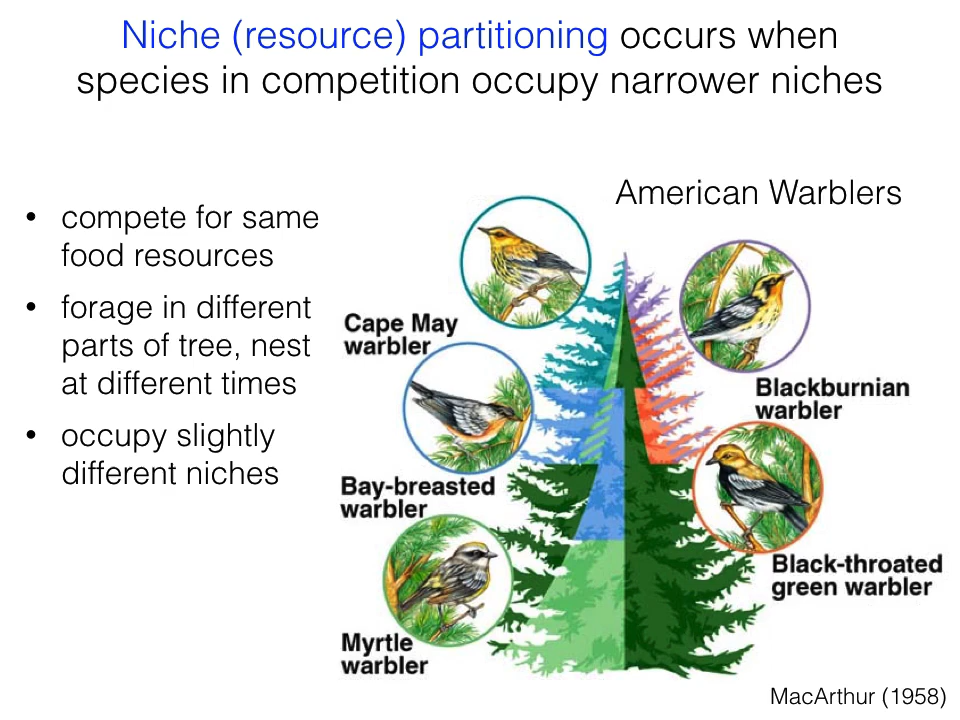 Niche (resource) partitioning occurs when
species in competition occupy narrower niches
American Warblers
• compete for same
food resources
• forage in different
parts of tree, nest
at different times
• occupy slightly
different niches
Cape May
warbler
Blackburnian
warbler
Bay-breasted
warbler
Black-throated
green warbler
Myrtle
warbler
MacArthur (1958)